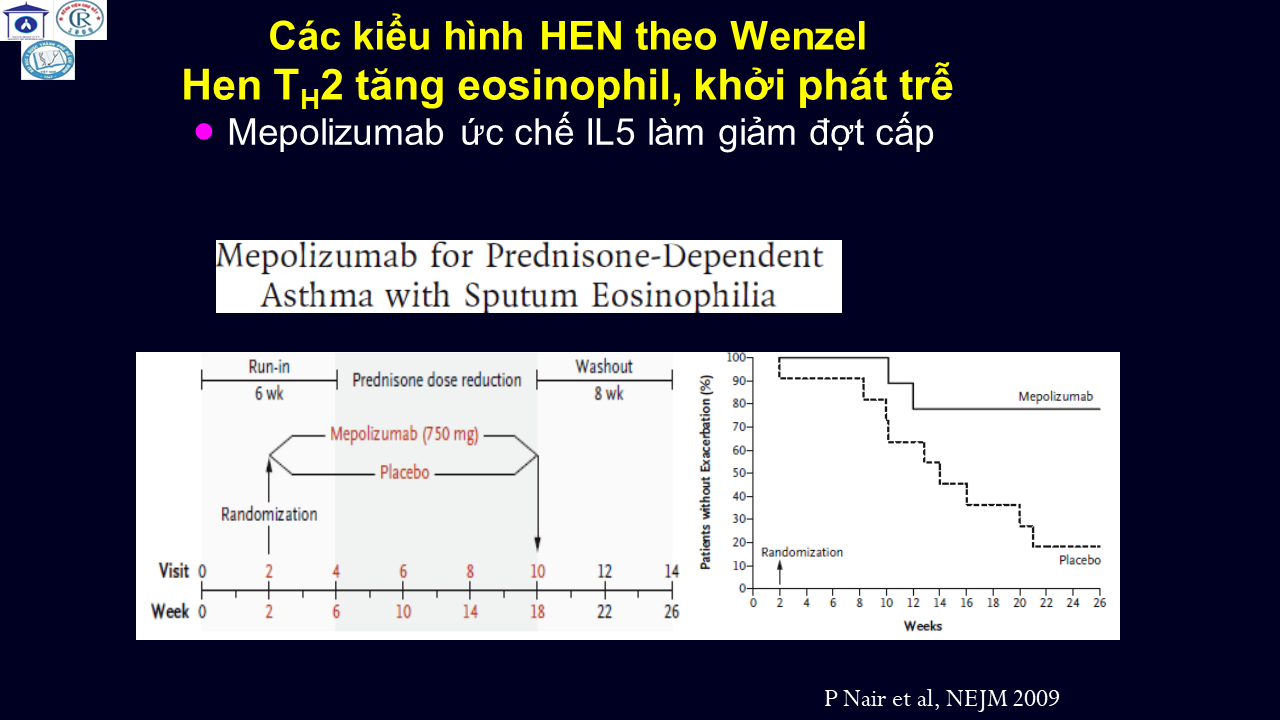 Các kiểu hình HEN theo Wenzel
Hen TH2 tăng eosinophil, khởi phát trễ
Mepolizumab ức chế IL5 làm giảm đợt cấp
Mepolizumab for Prednisone-Dependent
Asthma with Sputum Eosinophilia
Run-in
6 wk
Prednisone dose reduction
Washout
8 wk
Mepolizumab (750 mg)
Placebo
Randomization
Visit 0 2 4 6 8 10 12 14
Week 0 2 6 10 14 18 22 26
Patients without Exacerbation (%)
100
90
80
70
60
50
40
30
20
10
0
Mepolizumab
Randomization
Placebo
0 2 4 6 8 10 12 14 16 18 20 22 24 26
Weeks
P Nair et al, NEJM 2009